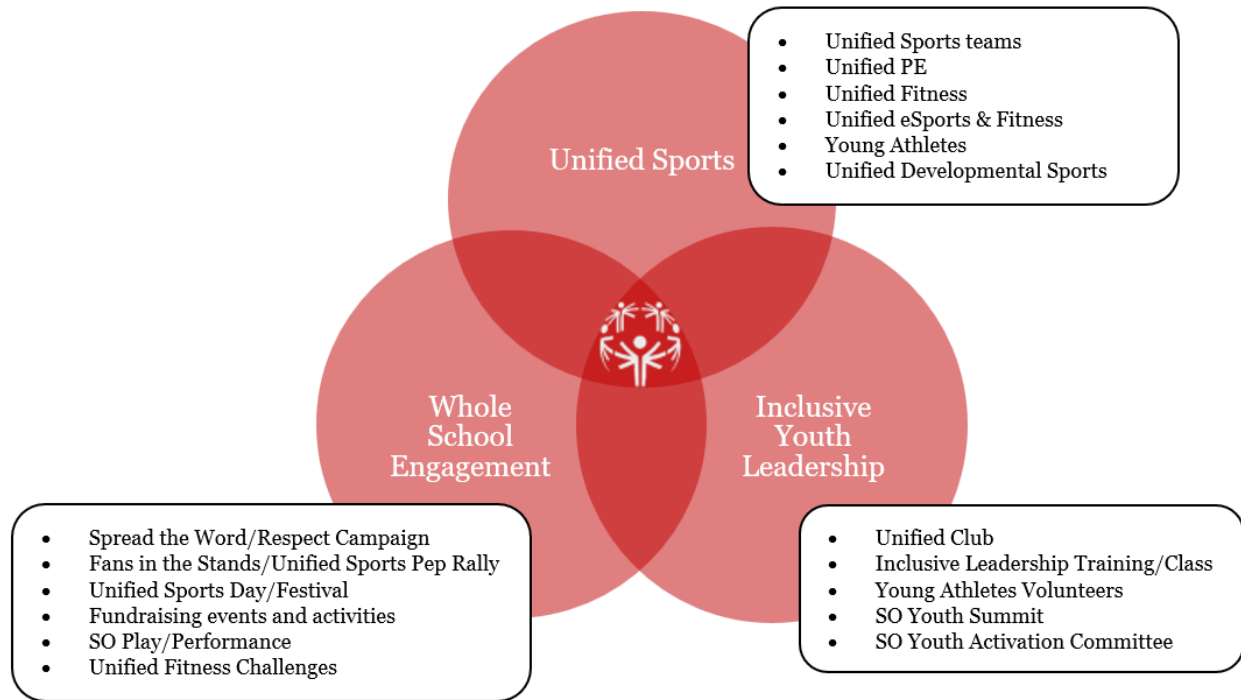 • Unified Sports teams
• Unified PE
• Unified Fitness
• Unified eSports & Fitness
• Young Athletes
• Unified Developmental Sports
Unified Sports
Whole
School
Engagement
Inclusive
Youth
Leadership
• Spread the Word/Respect Campaign
• Fans in the Stands/Unified Sports Pep Rally
• Unified Sports Day/Festival
• Fundraising events and activities
• SO Play/Performance
• Unified Fitness Challenges
• Unified Club
• Inclusive Leadership Training/Class
• Young Athletes Volunteers
• SO Youth Summit
• SO Youth Activation Committee